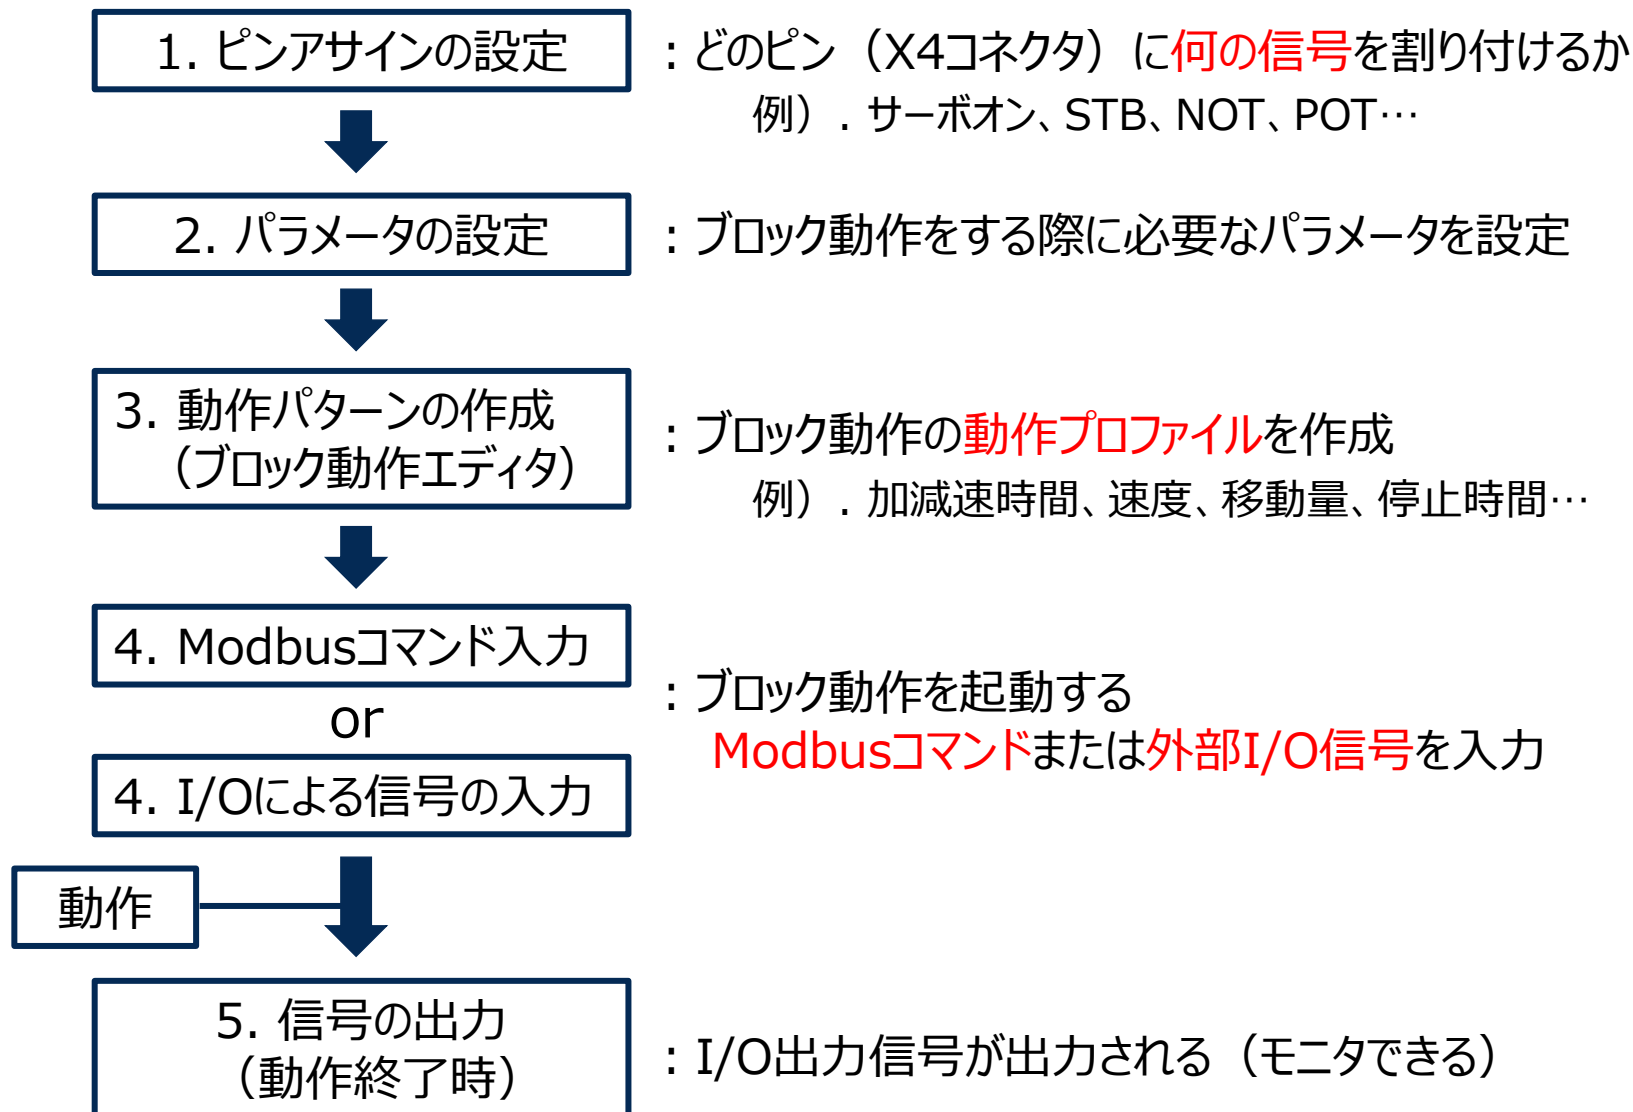 1. ピンアサインの設定
：どのピン（X4コネクタ）に何の信号を割り付けるか
例）. サーボオン、STB、NOT、POT…
2. パラメータの設定
：ブロック動作をする際に必要なパラメータを設定
3. 動作パターンの作成
（ブロック動作エディタ）
：ブロック動作の動作プロファイルを作成
例）. 加減速時間、速度、移動量、停止時間…
4. Modbusコマンド入力
or
4. I/Oによる信号の入力
：ブロック動作を起動する
Modbusコマンドまたは外部I/O信号を入力
動作
5. 信号の出力
（動作終了時）
：I/O出力信号が出力される（モニタできる）